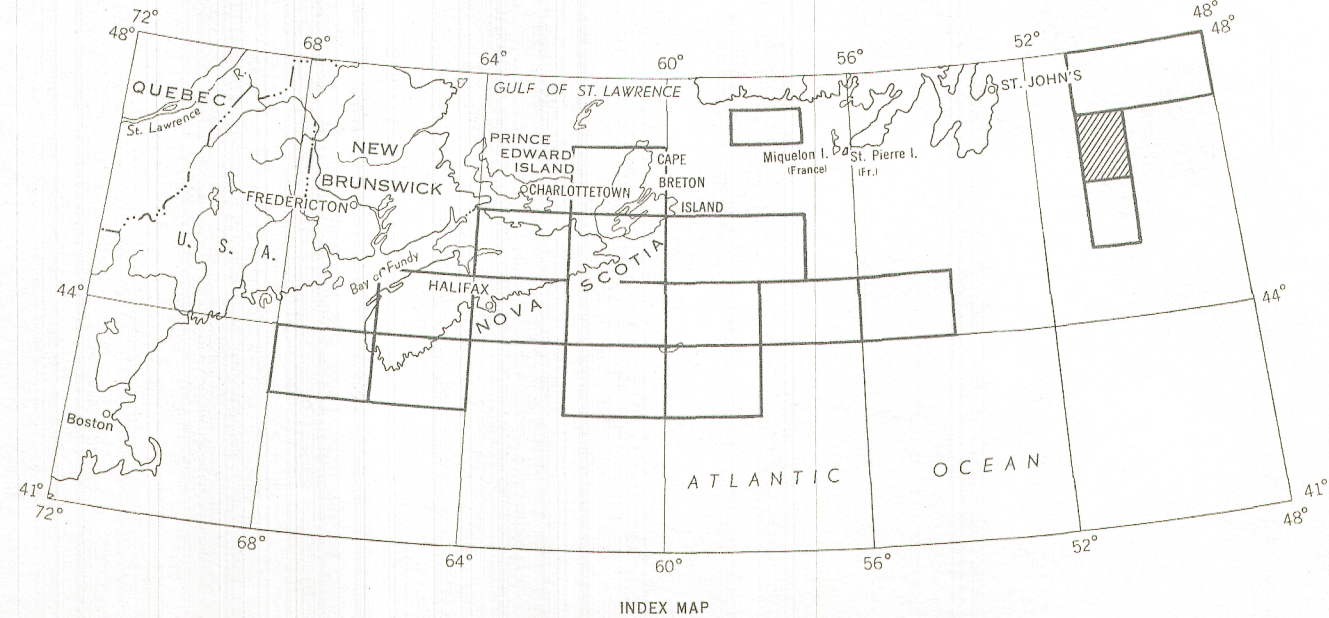 72°
48°
68°
64°
60°
56°
52°
48°
48°
QUEBEC
R.
St. Lawrence
GULF OF ST. LAWRENCE
ST. JOHN'S
NEW
BRUNSWICK
PRINCE
EDWARD
ISLAND
CHARLOTTETOWN
CAPE
BRETON
ISLAND
Miquelon I.
(France)
St. Pierre I.
(Fr.)
FREDERICTON
U. S. A.
Bay of Fundy
HALIFAX
NOVA SCOTIA
44°
44°
Boston
ATLANTIC OCEAN
41°
72°
68°
64°
60°
56°
52°
41°
48°
INDEX MAP